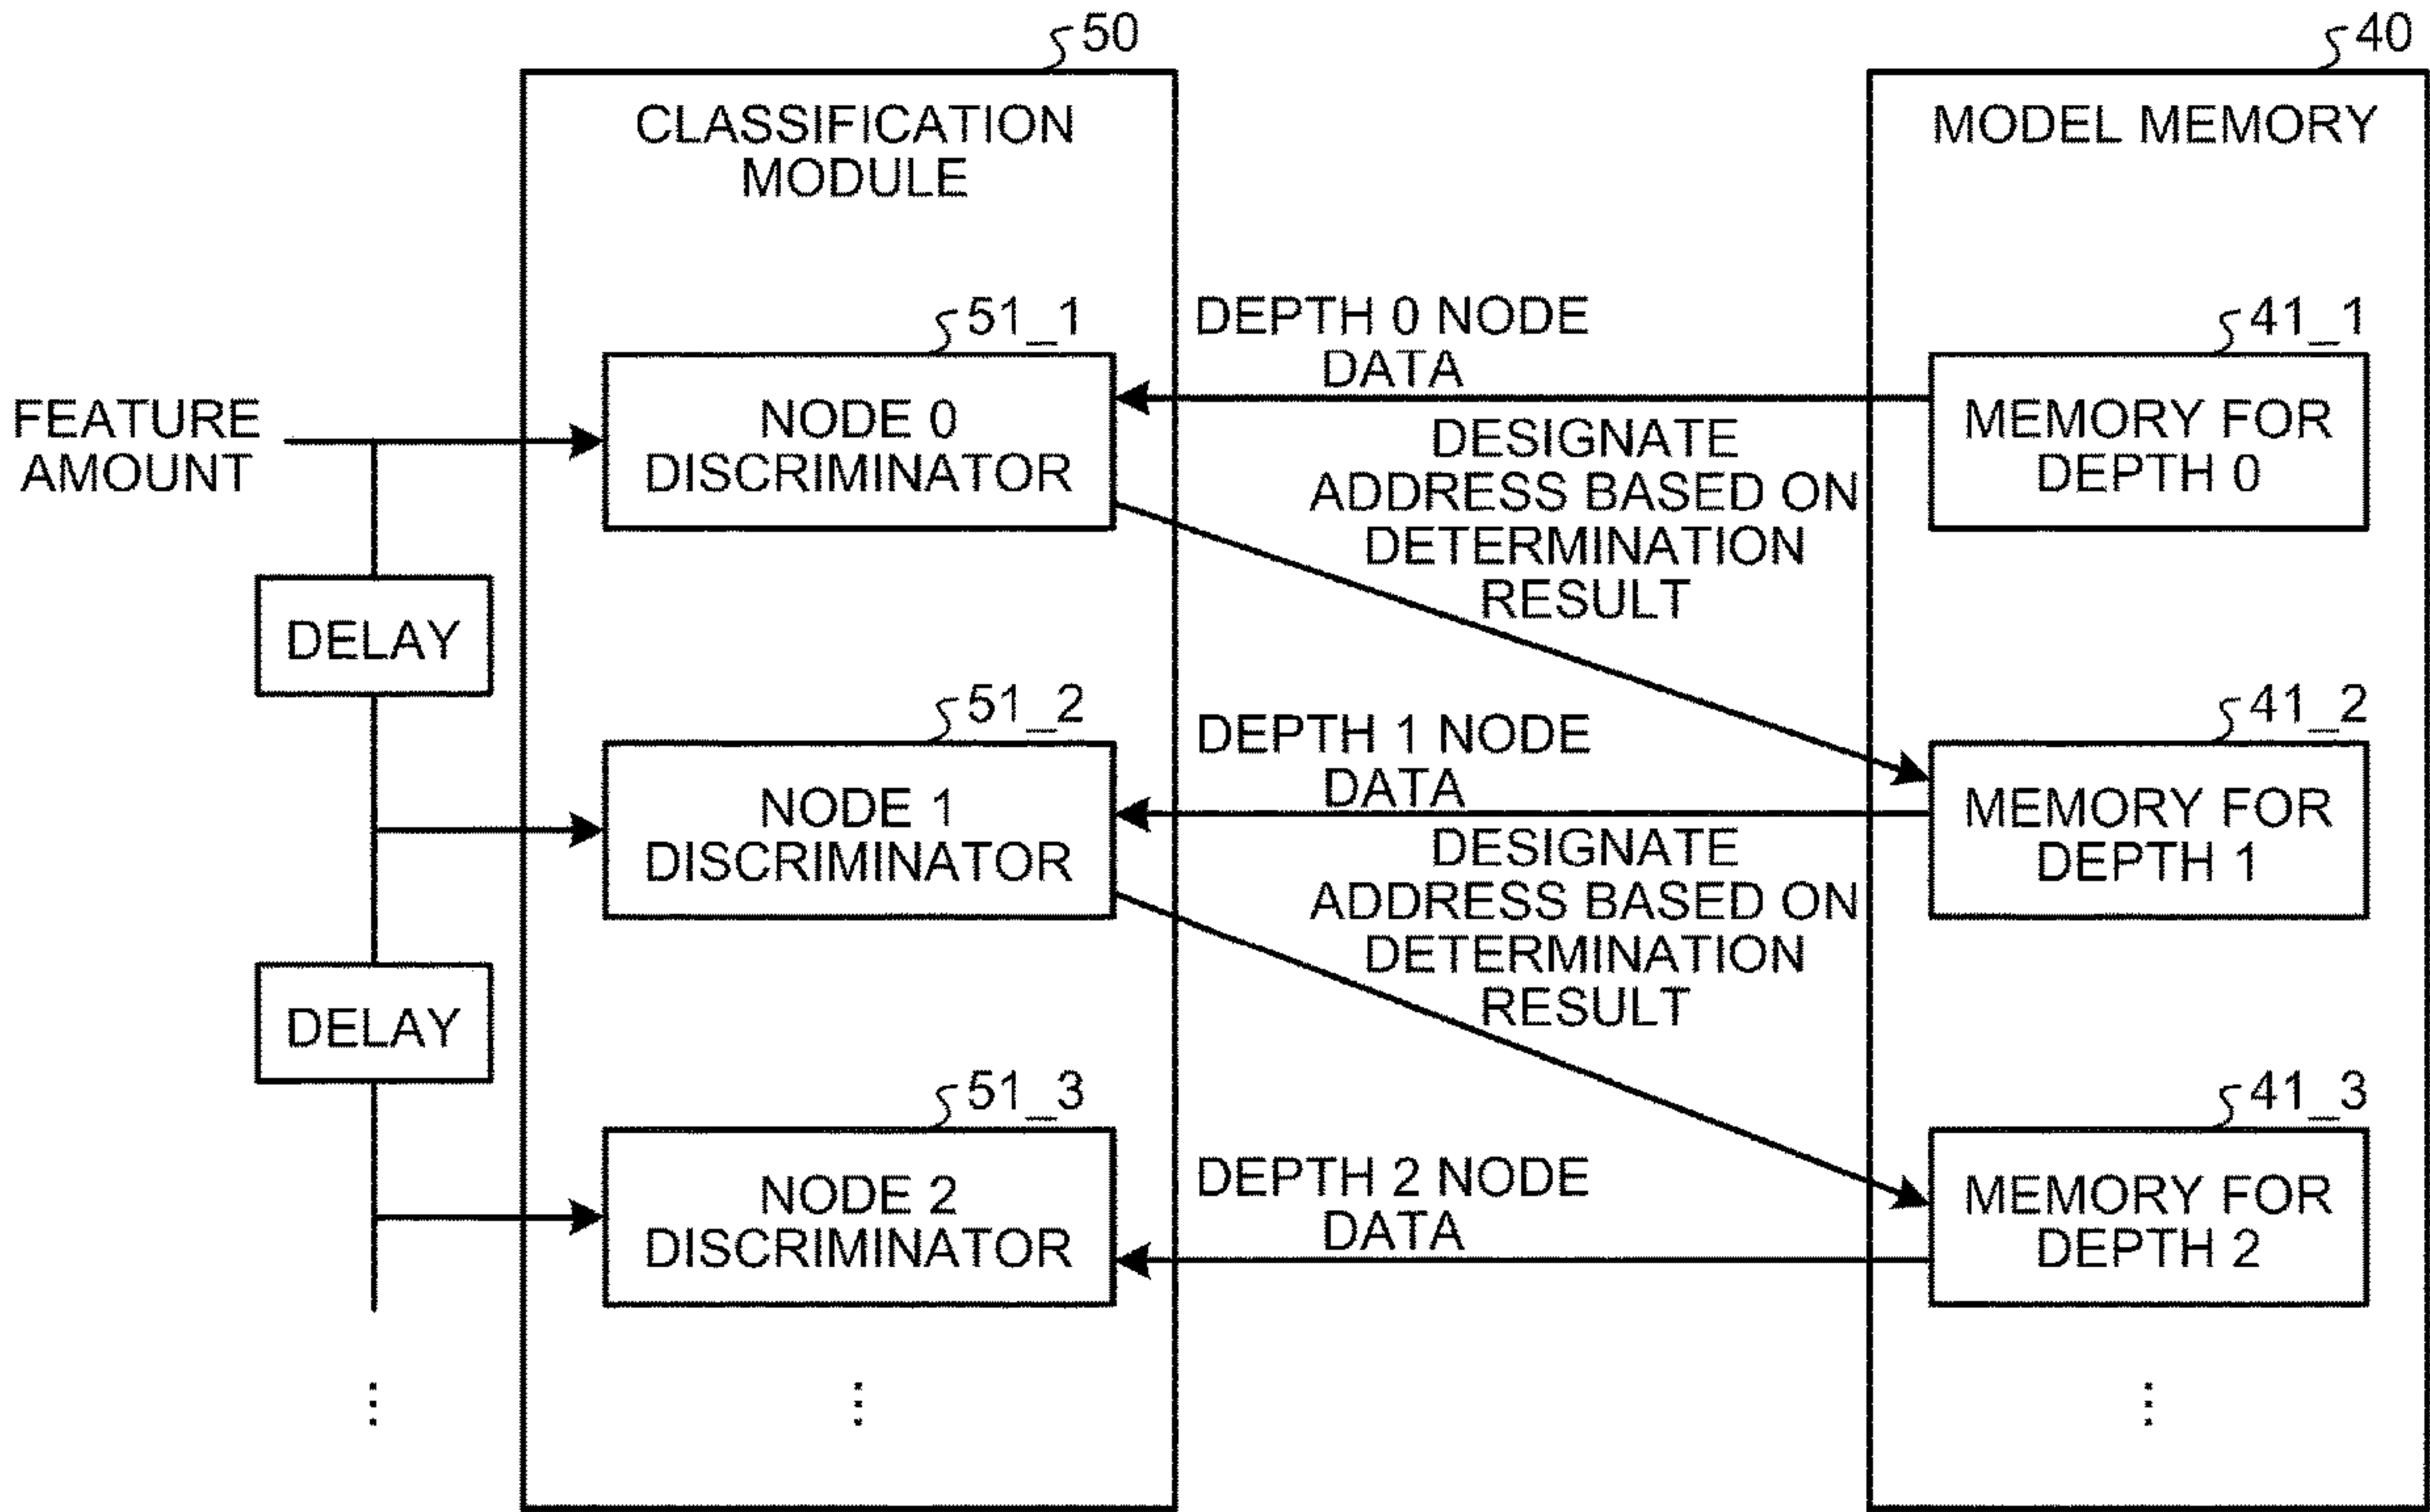 50
40
CLASSIFICATION
MODULE
MODEL MEMORY
51_1
DEPTH 0 NODE
DATA
41_1
FEATURE
AMOUNT
NODE 0
DISCRIMINATOR
MEMORY FOR
DEPTH 0
DESIGNATE
ADDRESS BASED ON
DETERMINATION
RESULT
DELAY
51_2
DEPTH 1 NODE
DATA
41_2
NODE 1
DISCRIMINATOR
MEMORY FOR
DEPTH 1
DESIGNATE
ADDRESS BASED ON
DETERMINATION
RESULT
DELAY
51_3
DEPTH 2 NODE
DATA
41_3
NODE 2
DISCRIMINATOR
MEMORY FOR
DEPTH 2